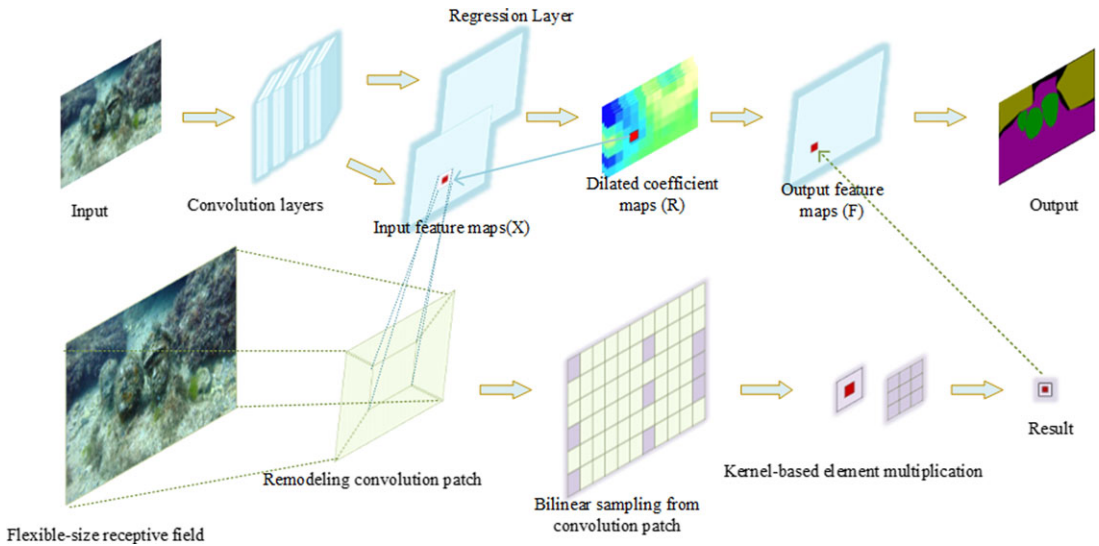 Regression Layer
Input
Convolution layers
Input feature maps(X)
Dilated coefficient
maps (R)
Output feature
maps (F)
Output
Flexible-size receptive field
Remodeling convolution patch
Bilinear sampling from
convolution patch
Kernel-based element multiplication
Result